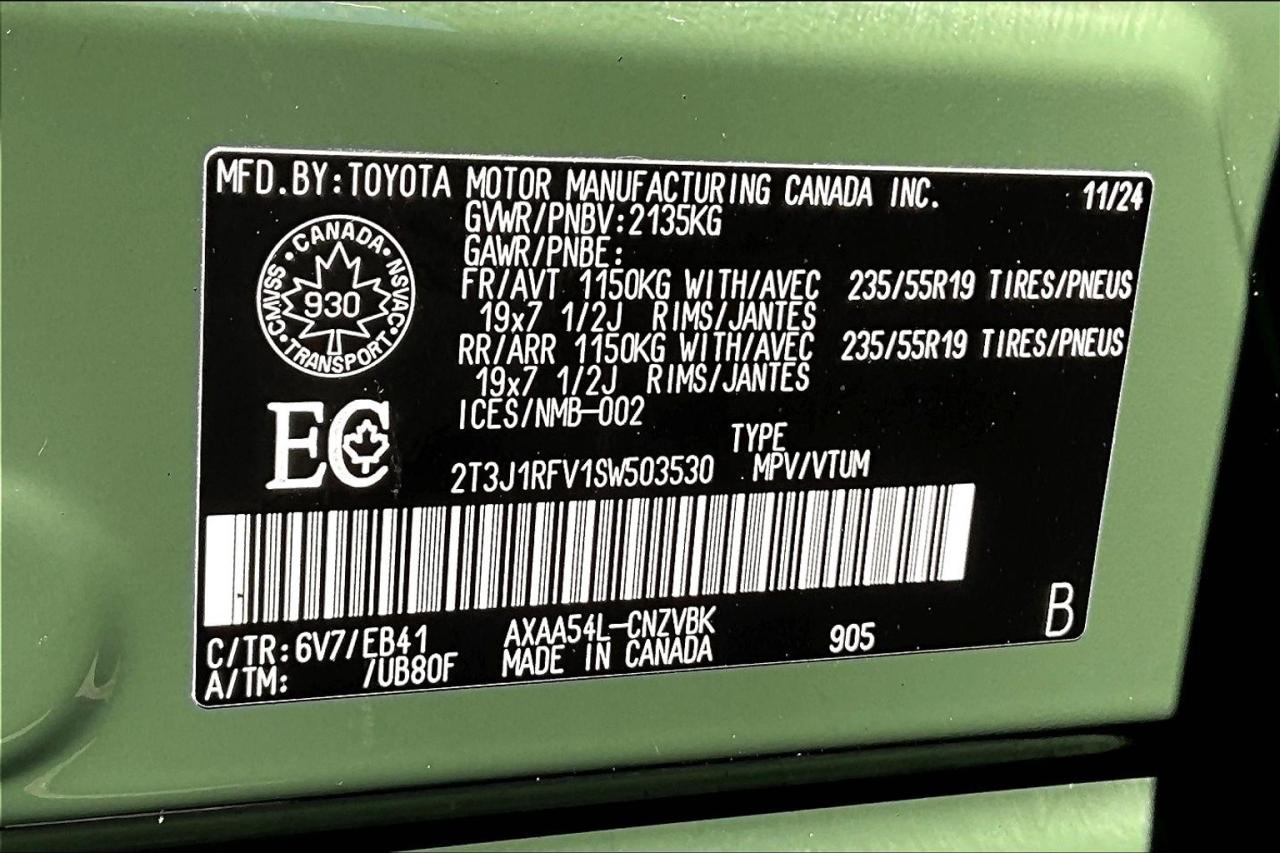 MFD.BY:TOYOTA MOTOR MANUFACTURING CANADA INC. 11/24
GVWR/PNBV:2135KG
GAWR/PNBE:
FR/AVT 1150KG WITH/AVEC 235/55R19 TIRES/PNEUS
19x7 1/2J RIMS/JANTES
RR/ARR 1150KG WITH/AVEC 235/55R19 TIRES/PNEUS
19x7 1/2J RIMS/JANTES
ICES/NMB-002
• CANADA •
NSVAC •
TRANSPORT
• CMVSS
930
EC
TYPE
2T3J1RFV1SW503530 MPV/VTUM
C/TR:6V7/EB41 AXAA54L-CNZVBK 905 B
A/TM: /UB80F MADE IN CANADA